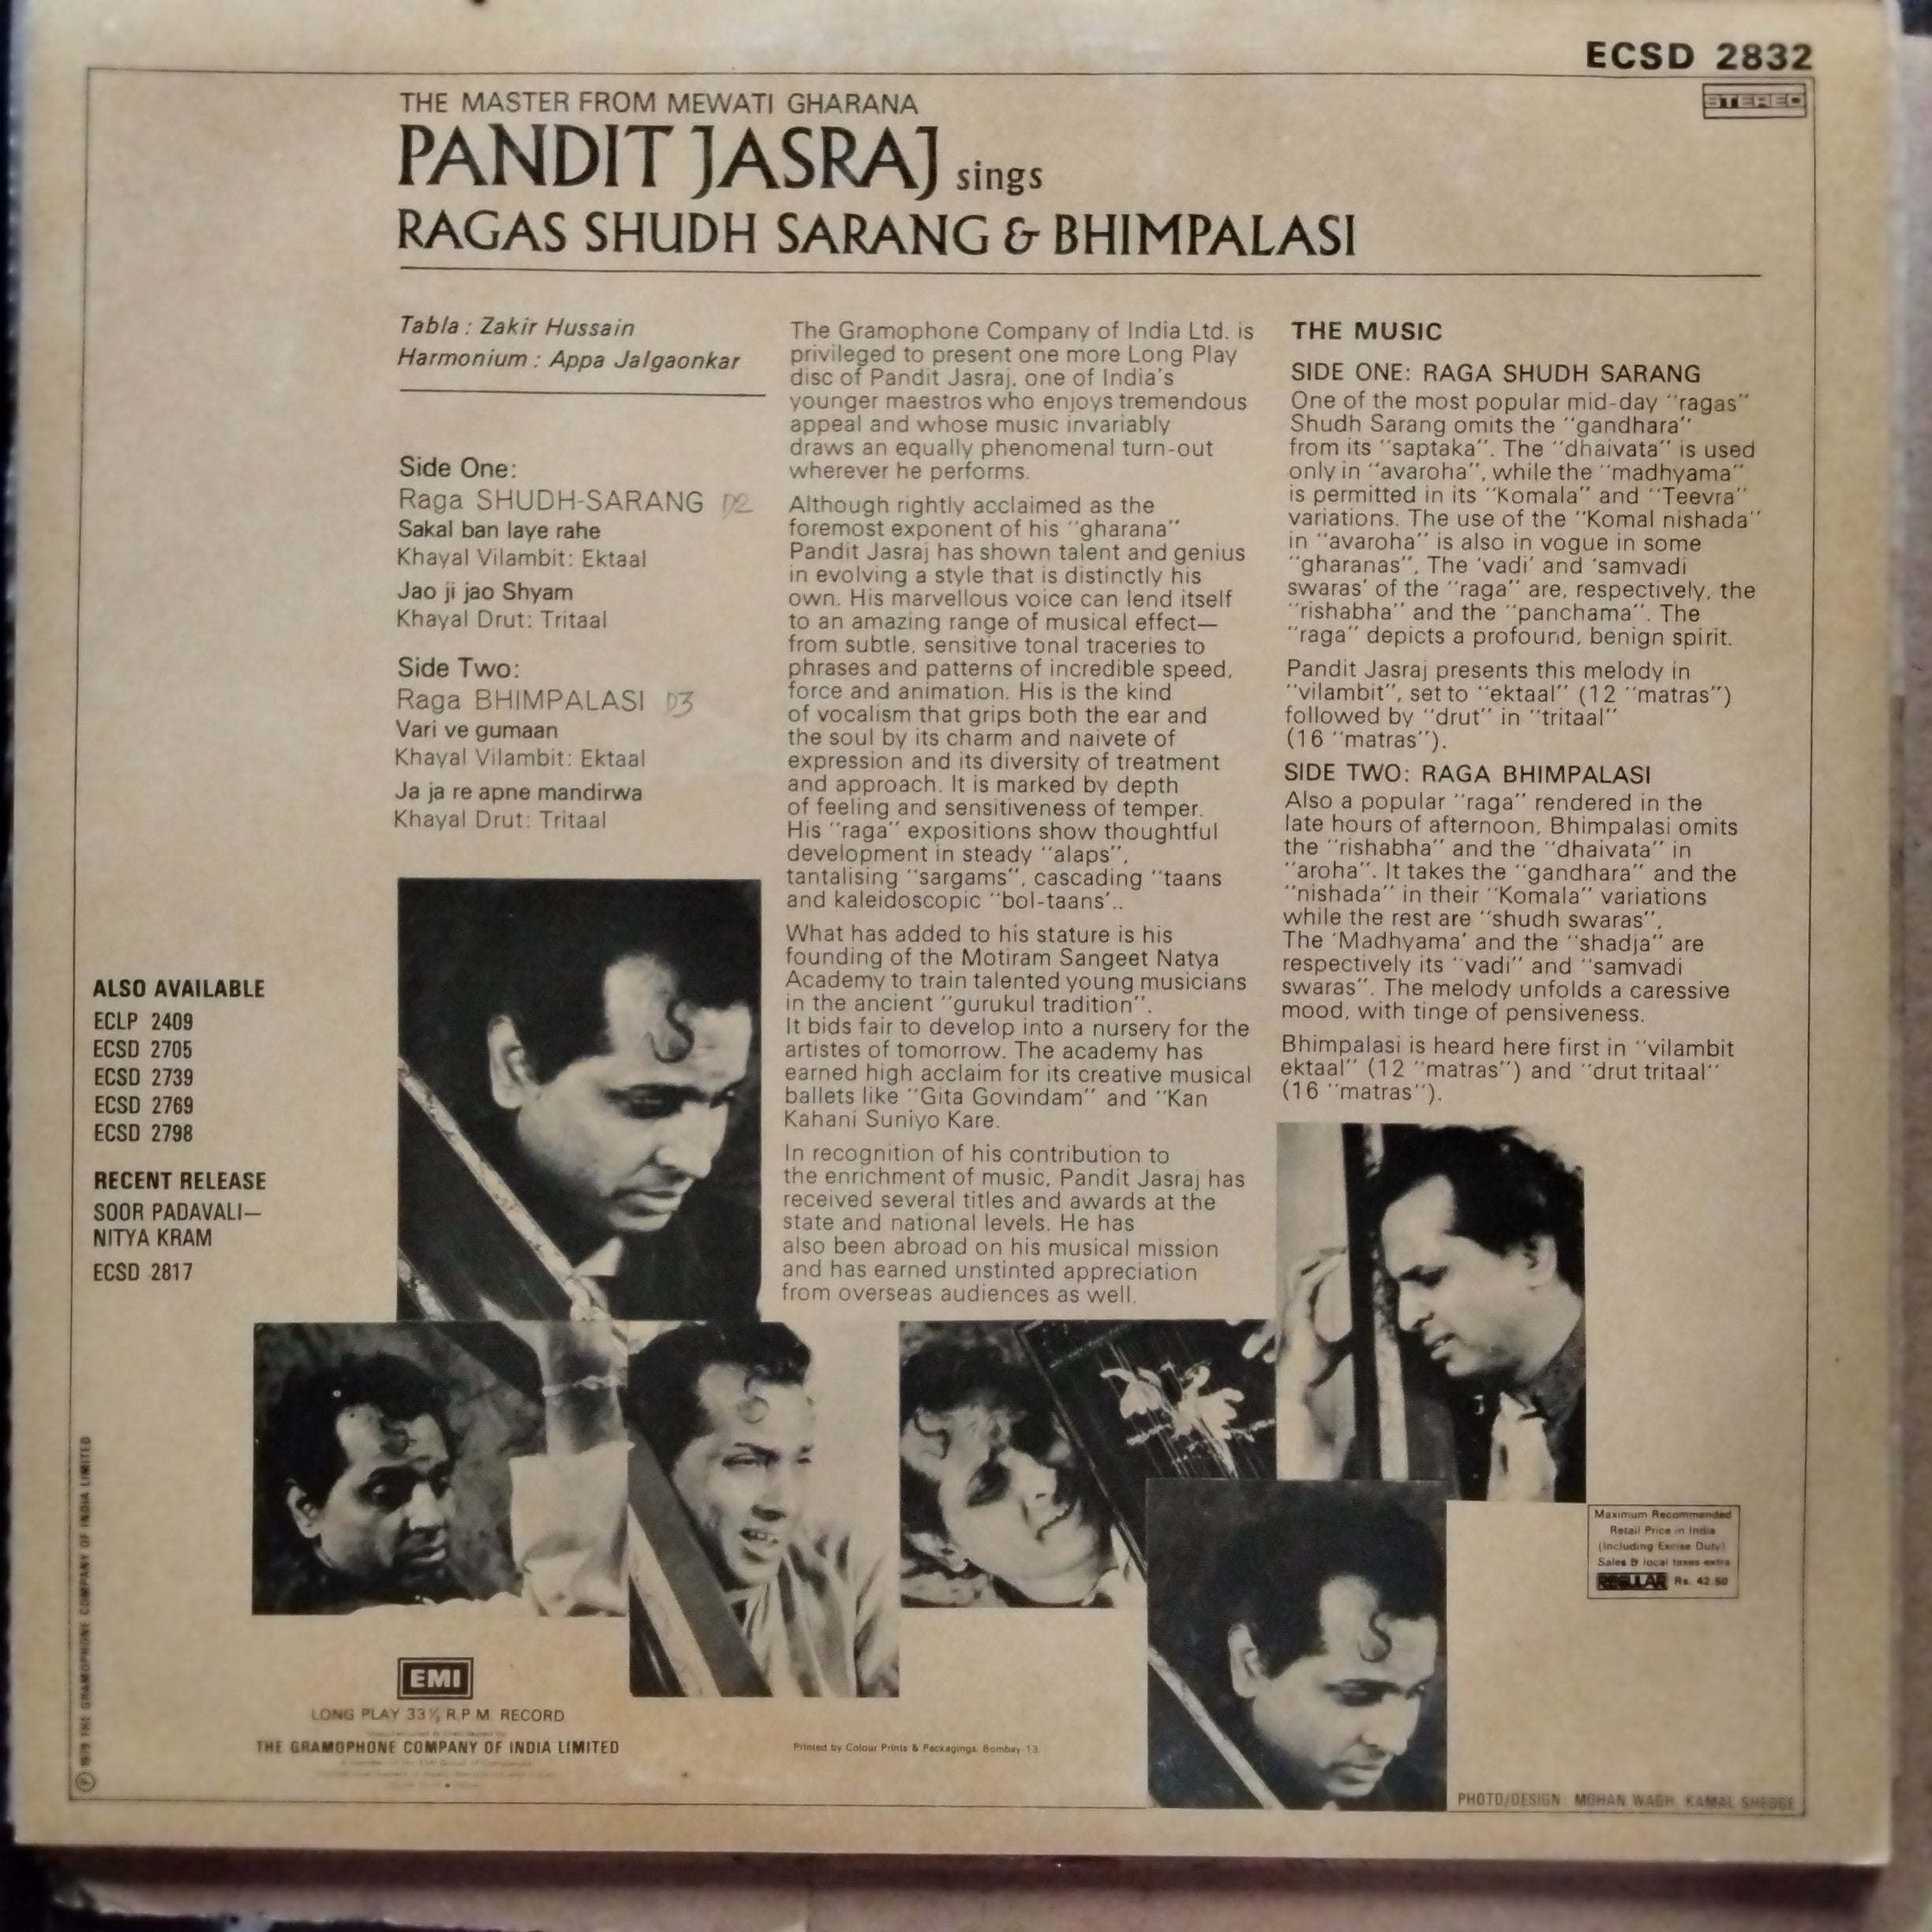 ECSD 2832
STEREO
THE MASTER FROM MEWATI GHARANA
PANDIT JASRAJ sings
RAGAS SHUDH SARANG & BHIMPALASI
Tabla : Zakir Hussain
Harmonium : Appa Jalgaonkar
Side One:
Raga SHUDH-SARANG D2
Sakal ban laye rahe
Khayal Vilambit: Ektaal
Jao ji jao Shyam
Khayal Drut: Tritaal
Side Two:
Raga BHIMPALASI D3
Vari ve gumaan
Khayal Vilambit: Ektaal
Ja ja re apne mandirwa
Khayal Drut: Tritaal
ALSO AVAILABLE
ECLP 2409
ECSD 2705
ECSD 2739
ECSD 2769
ECSD 2798
RECENT RELEASE
SOOR PADAVALI—
NITYA KRAM
ECSD 2817
The Gramophone Company of India Ltd. is
privileged to present one more Long Play
disc of Pandit Jasraj, one of India's
younger maestros who enjoys tremendous
appeal and whose music invariably
draws an equally phenomenal turn-out
wherever he performs.
Although rightly acclaimed as the
foremost exponent of his "gharana"
Pandit Jasraj has shown talent and genius
in evolving a style that is distinctly his
own. His marvellous voice can lend itself
to an amazing range of musical effect—
from subtle, sensitive tonal traceries to
phrases and patterns of incredible speed,
force and animation. His is the kind
of vocalism that grips both the ear and
the soul by its charm and naivete of
expression and its diversity of treatment
and approach. It is marked by depth
of feeling and sensitiveness of temper.
His "raga" expositions show thoughtful
development in steady "alaps",
tantalising "sargams", cascading "taans
and kaleidoscopic "bol-taans'..
What has added to his stature is his
founding of the Motiram Sangeet Natya
Academy to train talented young musicians
in the ancient "gurukul tradition".
It bids fair to develop into a nursery for the
artistes of tomorrow. The academy has
earned high acclaim for its creative musical
ballets like "Gita Govindam" and "Kan
Kahani Suniyo Kare.
In recognition of his contribution to
the enrichment of music, Pandit Jasraj has
received several titles and awards at the
state and national levels. He has
also been abroad on his musical mission
and has earned unstinted appreciation
from overseas audiences as well.
THE MUSIC
SIDE ONE: RAGA SHUDH SARANG
One of the most popular mid-day "ragas"
Shudh Sarang omits the "gandhara"
from its "saptaka". The "dhaivata" is used
only in "avaroha", while the "madhyama"
is permitted in its "Komala" and "Teevra"
variations. The use of the "Komal nishada"
in "avaroha" is also in vogue in some
"gharanas". The 'vadi' and 'samvadi
swaras' of the "raga" are, respectively, the
"rishabha" and the "panchama". The
"raga" depicts a profound, benign spirit.
Pandit Jasraj presents this melody in
"vilambit", set to "ektaal" (12 "matras")
followed by "drut" in "tritaal"
(16 "matras").
SIDE TWO: RAGA BHIMPALASI
Also a popular "raga" rendered in the
late hours of afternoon, Bhimpalasi omits
the "rishabha" and the "dhaivata" in
"aroha". It takes the "gandhara" and the
"nishada" in their "Komala" variations
while the rest are "shudh swaras".
The 'Madhyama' and the "shadja" are
respectively its "vadi" and "samvadi
swaras". The melody unfolds a caressive
mood, with tinge of pensiveness.
Bhimpalasi is heard here first in "vilambit
ektaal" (12 "matras") and "drut tritaal"
(16 "matras").
Maximum Recommended
Retail Price in India
(Including Excise Duty)
Sales & local taxes extra
REGULAR Rs. 42.50
EMI
LONG PLAY 33⅓ R.P.M. RECORD
THE GRAMOPHONE COMPANY OF INDIA LIMITED
Printed by Colour Prints & Packagings, Bombay 13.
PHOTO/DESIGN: MOHAN WAGH, KAMAL SHEDGE
℗ 1979 THE GRAMOPHONE COMPANY OF INDIA LIMITED